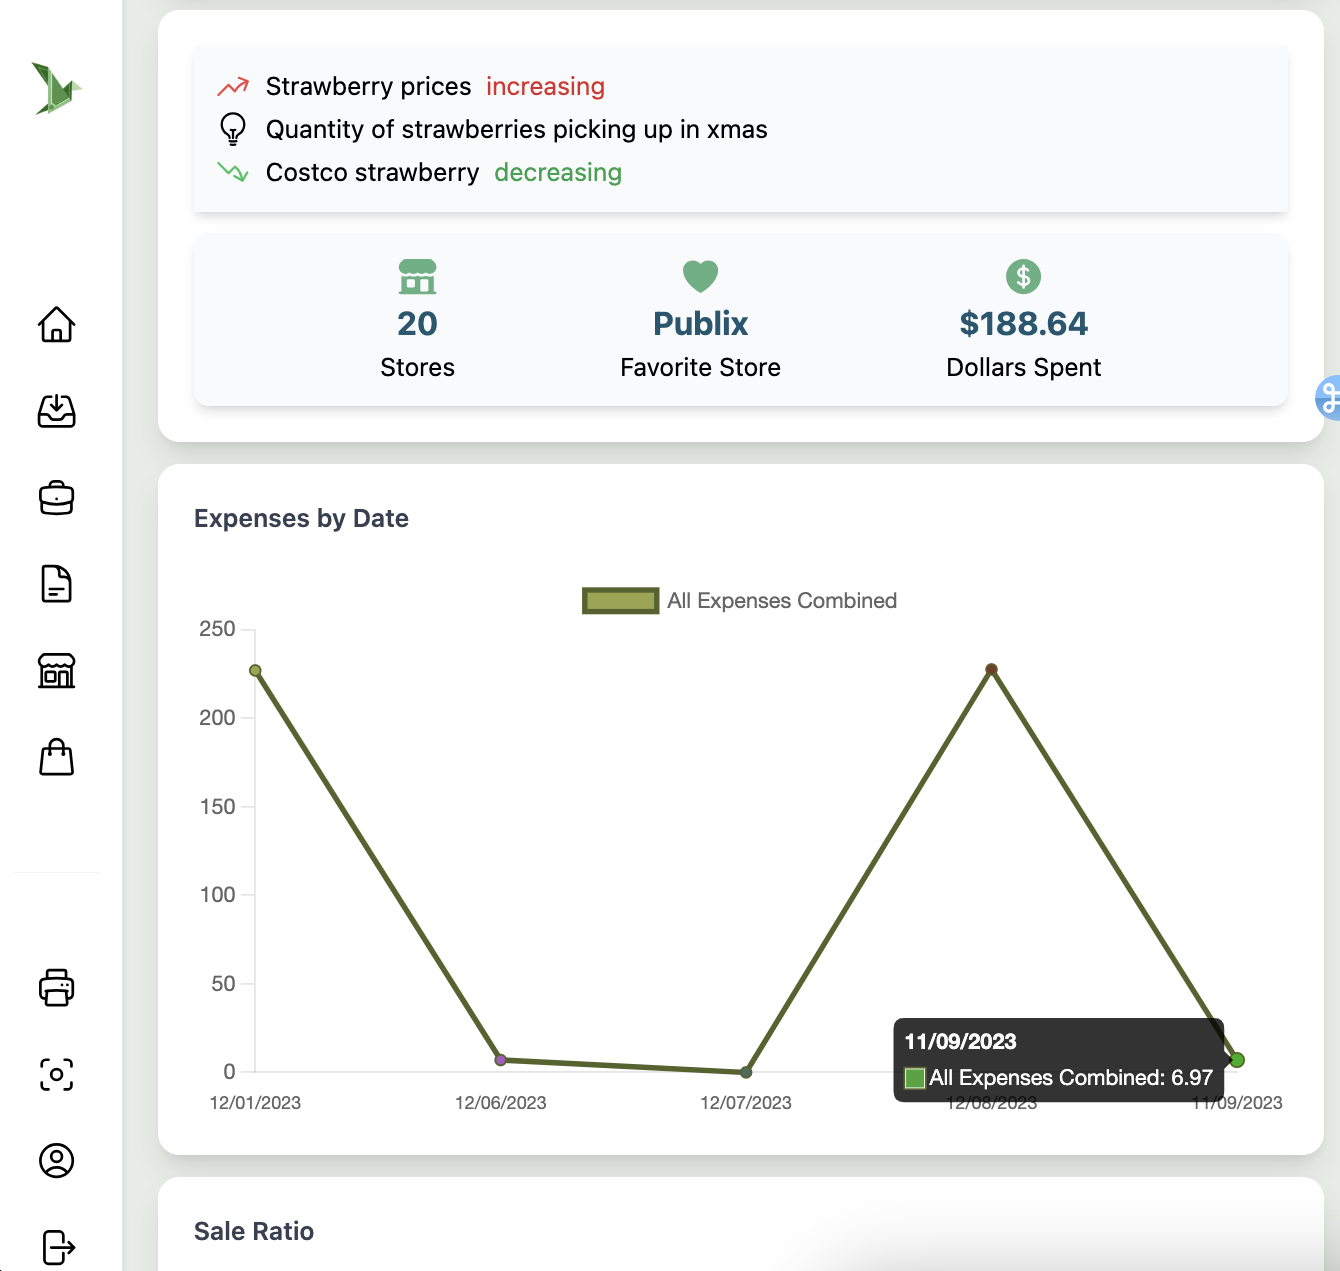 Strawberry prices increasing
Quantity of strawberries picking up in xmas
Costco strawberry decreasing
$
20 Publix $188.64
Stores Favorite Store Dollars Spent
Expenses by Date
All Expenses Combined
250
200
150
100
50
0
11/09/2023
All Expenses Combined: 6.97
12/01/2023 12/06/2023 12/07/2023 12/08/2023 11/09/2023
Sale Ratio